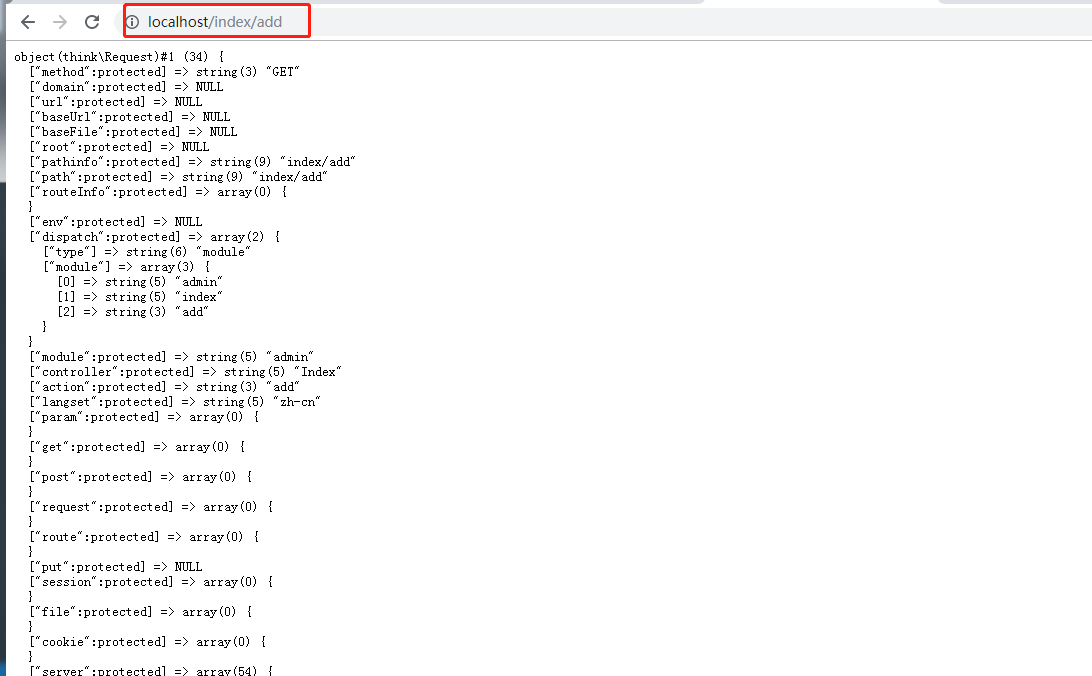 localhost/index/add
object(think\Request)#1 (34) {
["method":protected] => string(3) "GET"
["domain":protected] => NULL
["url":protected] => NULL
["baseUrl":protected] => NULL
["baseFile":protected] => NULL
["root":protected] => NULL
["pathinfo":protected] => string(9) "index/add"
["path":protected] => string(9) "index/add"
["routeInfo":protected] => array(0) {
}
["env":protected] => NULL
["dispatch":protected] => array(2) {
["type"] => string(6) "module"
["module"] => array(3) {
[0] => string(5) "admin"
[1] => string(5) "index"
[2] => string(3) "add"
}
}
["module":protected] => string(5) "admin"
["controller":protected] => string(5) "Index"
["action":protected] => string(3) "add"
["langset":protected] => string(5) "zh-cn"
["param":protected] => array(0) {
}
["get":protected] => array(0) {
}
["post":protected] => array(0) {
}
["request":protected] => array(0) {
}
["route":protected] => array(0) {
}
["put":protected] => NULL
["session":protected] => array(0) {
}
["file":protected] => array(0) {
}
["cookie":protected] => array(0) {
}
["server":protected] => array(54) {